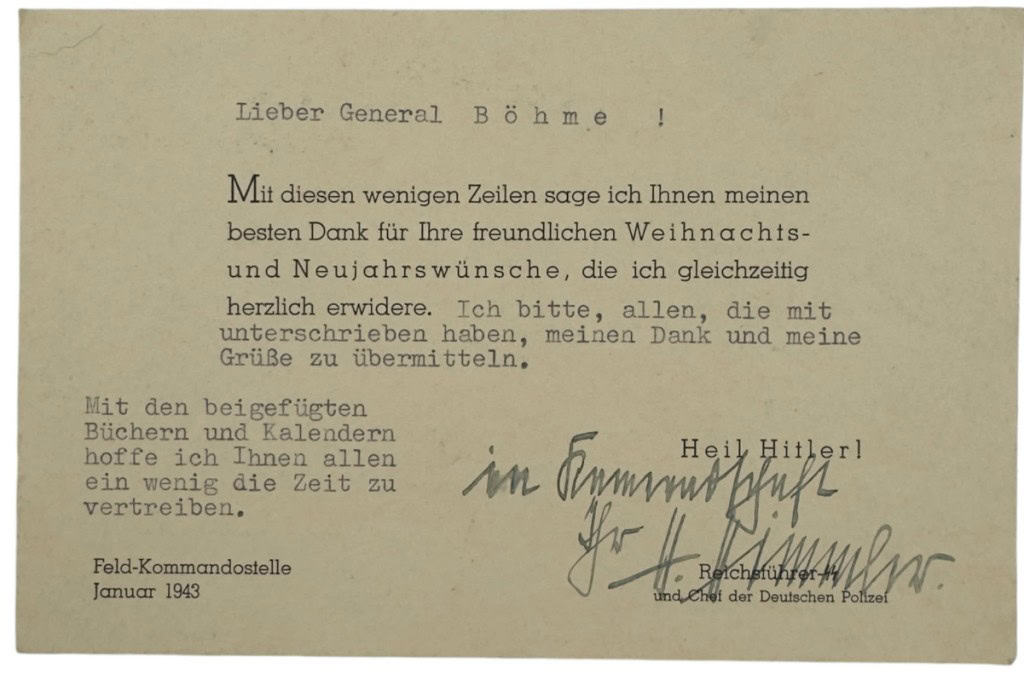 Lieber General B ö h m e !
Mit diesen wenigen Zeilen sage ich Ihnen meinen
besten Dank für Ihre freundlichen Weihnachts-
und Neujahrswünsche, die ich gleichzeitig
herzlich erwidere. Ich bitte, allen, die mit
unterschrieben haben, meinen Dank und meine
Grüße zu übermitteln.
Mit den beigefügten
Büchern und Kalendern
hoffe ich Ihnen allen
ein wenig die Zeit zu
vertreiben.
Heil Hitler!
in Kameradschaft
Ihr H. Himmler.
Reichsführer-SS
und Chef der Deutschen Polizei
Feld-Kommandostelle
Januar 1943